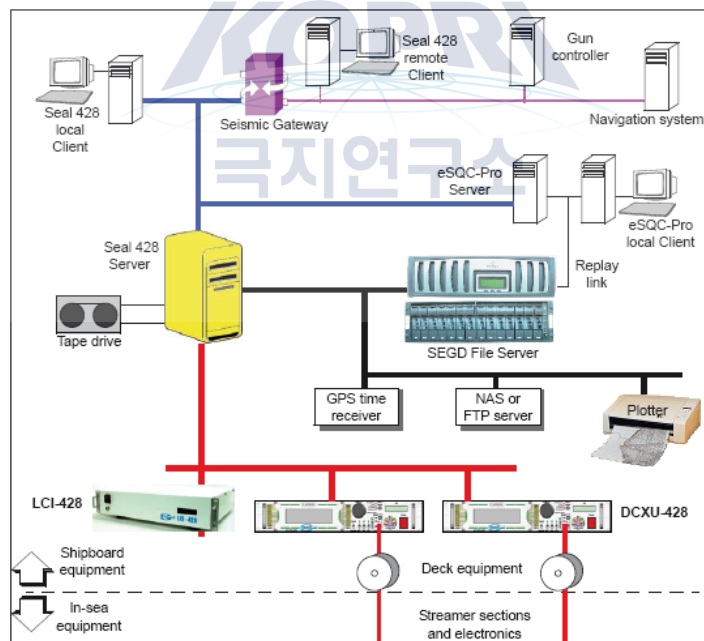 KOPRI
Seal 428
remote
Client
Gun
controller
Seal 428
local
Client
Seismic Gateway
Navigation system
극지연구소
eSQC-Pro
Server
eSQC-Pro
local Client
Seal 428
Server
Replay
link
Tape drive
SEGD File Server
GPS time
receiver
NAS or
FTP server
Plotter
LCI-428
DCXU-428
Shipboard
equipment
Deck equipment
In-sea
equipment
Streamer sections
and electronics